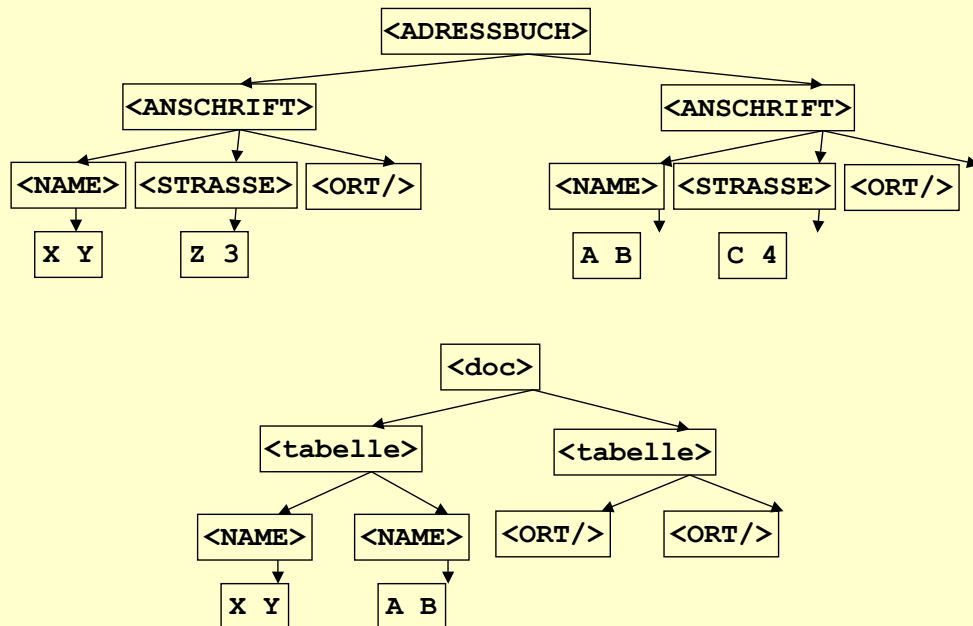 <ADRESSBUCH>
<ANSCHRIFT> <ANSCHRIFT>
<NAME> <STRASSE> <ORT/> <NAME> <STRASSE> <ORT/>
X Y Z 3 A B C 4
<doc>
<tabelle> <tabelle>
<NAME> <NAME> <ORT/> <ORT/>
X Y A B